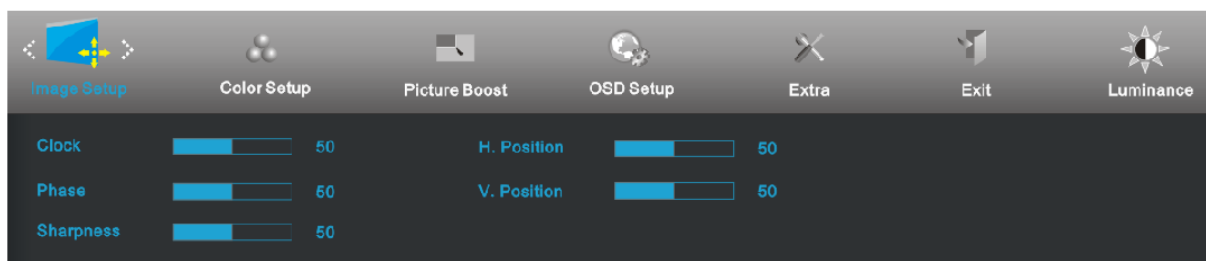 Image Setup Color Setup Picture Boost OSD Setup Extra Exit Luminance
Clock 50 H. Position 50
Phase 50 V. Position 50
Sharpness 50